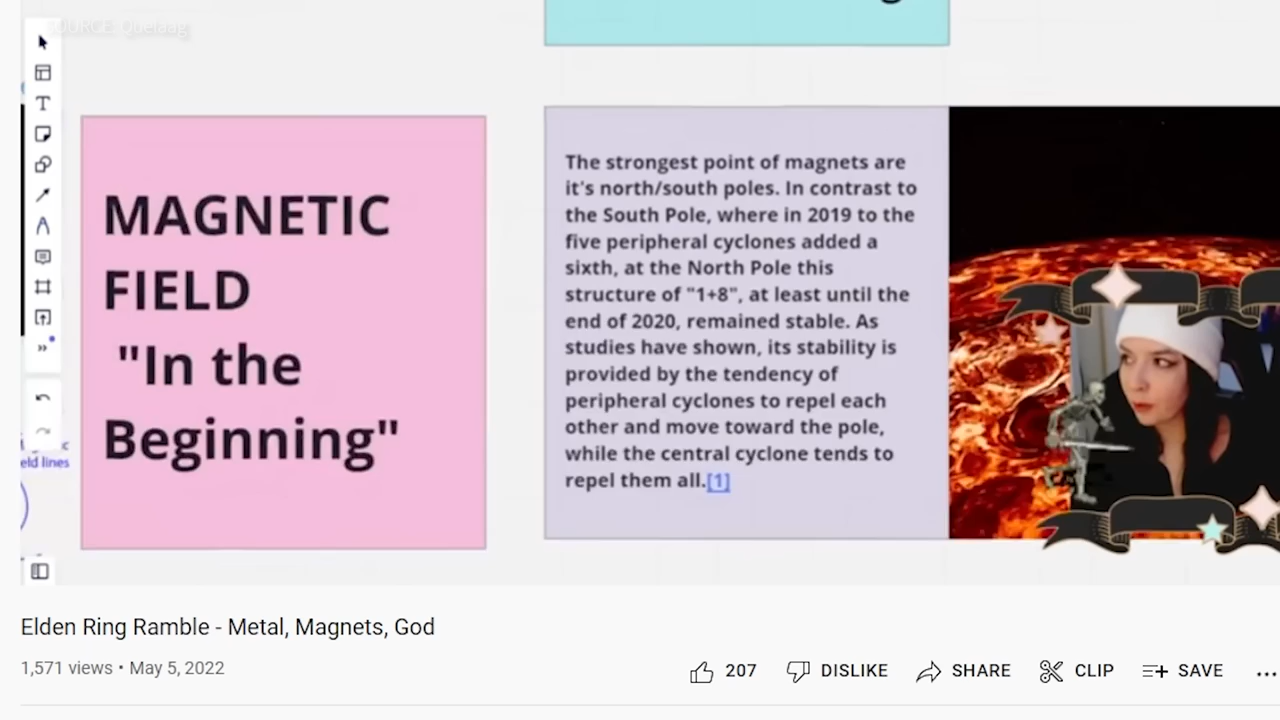 SOURCE: Quelaag
MAGNETIC
FIELD
"In the
Beginning"
The strongest point of magnets are
it's north/south poles. In contrast to
the South Pole, where in 2019 to the
five peripheral cyclones added a
sixth, at the North Pole this
structure of "1+8", at least until the
end of 2020, remained stable. As
studies have shown, its stability is
provided by the tendency of
peripheral cyclones to repel each
other and move toward the pole,
while the central cyclone tends to
repel them all.[1]
eld lines
Elden Ring Ramble - Metal, Magnets, God
1,571 views • May 5, 2022
207 DISLIKE SHARE CLIP SAVE ...